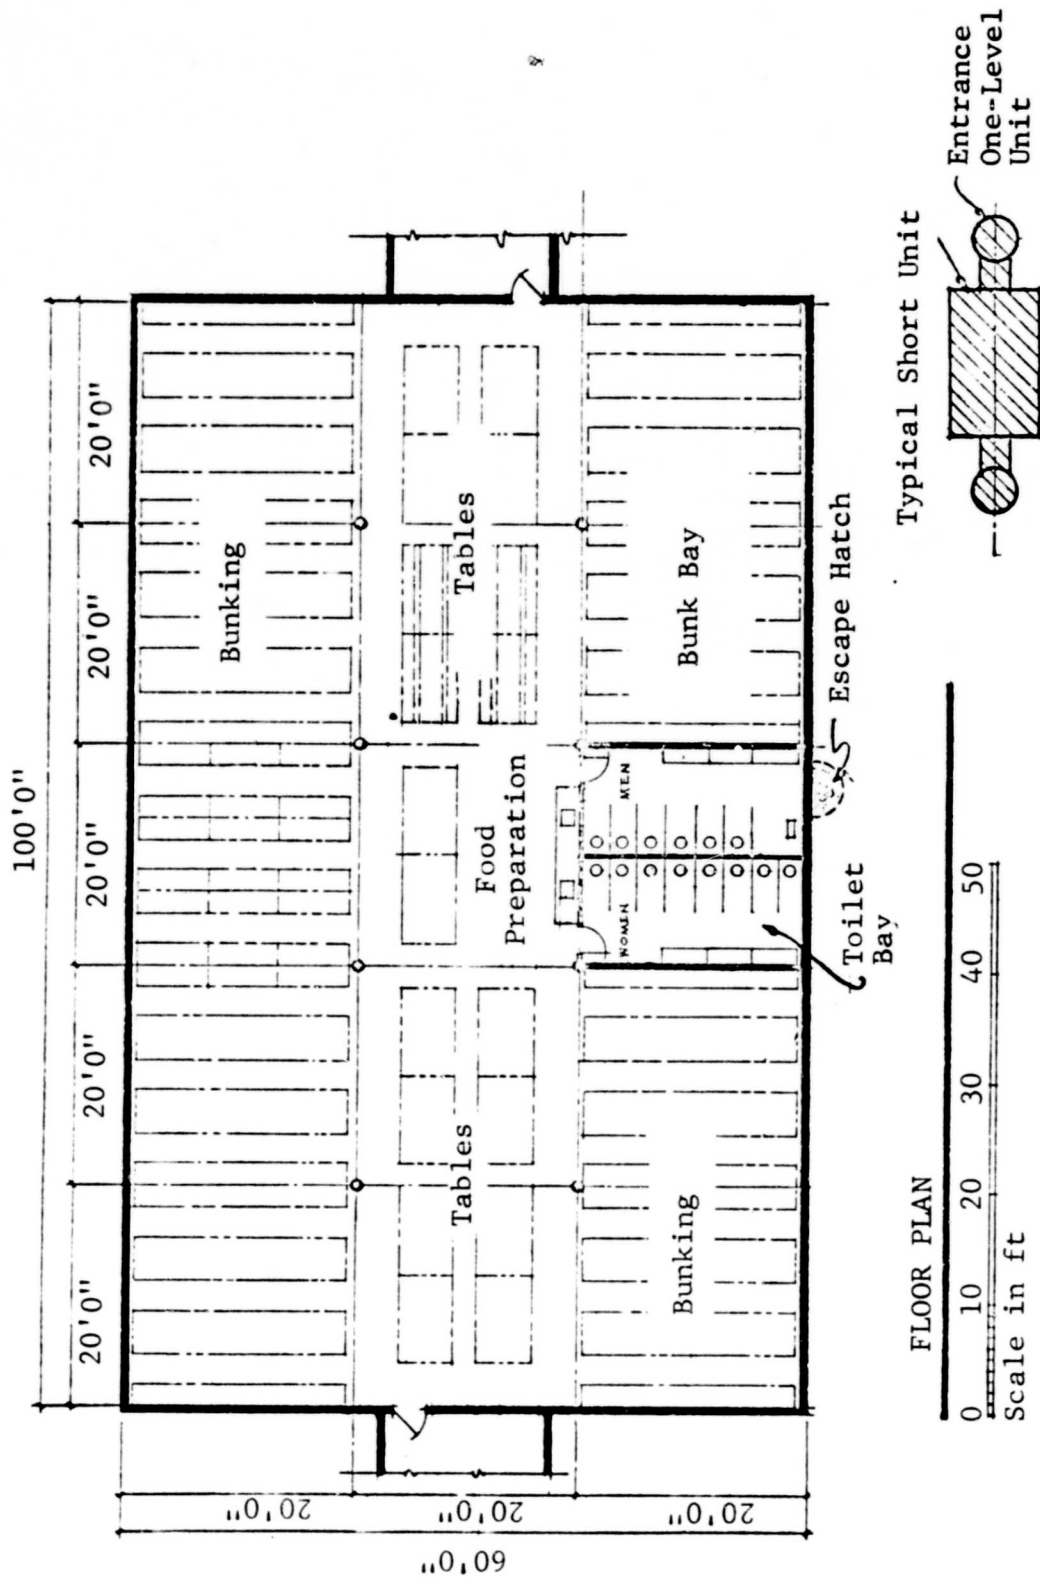 100'0"
20'0"
20'0"
20'0"
20'0"
20'0"
60'0"
20'0"
20'0"
20'0"
Bunking
Tables
Food
Preparation
Tables
Bunking
WOMEN
MEN
Bunk Bay
Toilet
Bay
Escape Hatch
FLOOR PLAN
0 10 20 30 40 50
Scale in ft
Typical Short Unit
Entrance
One-Level
Unit